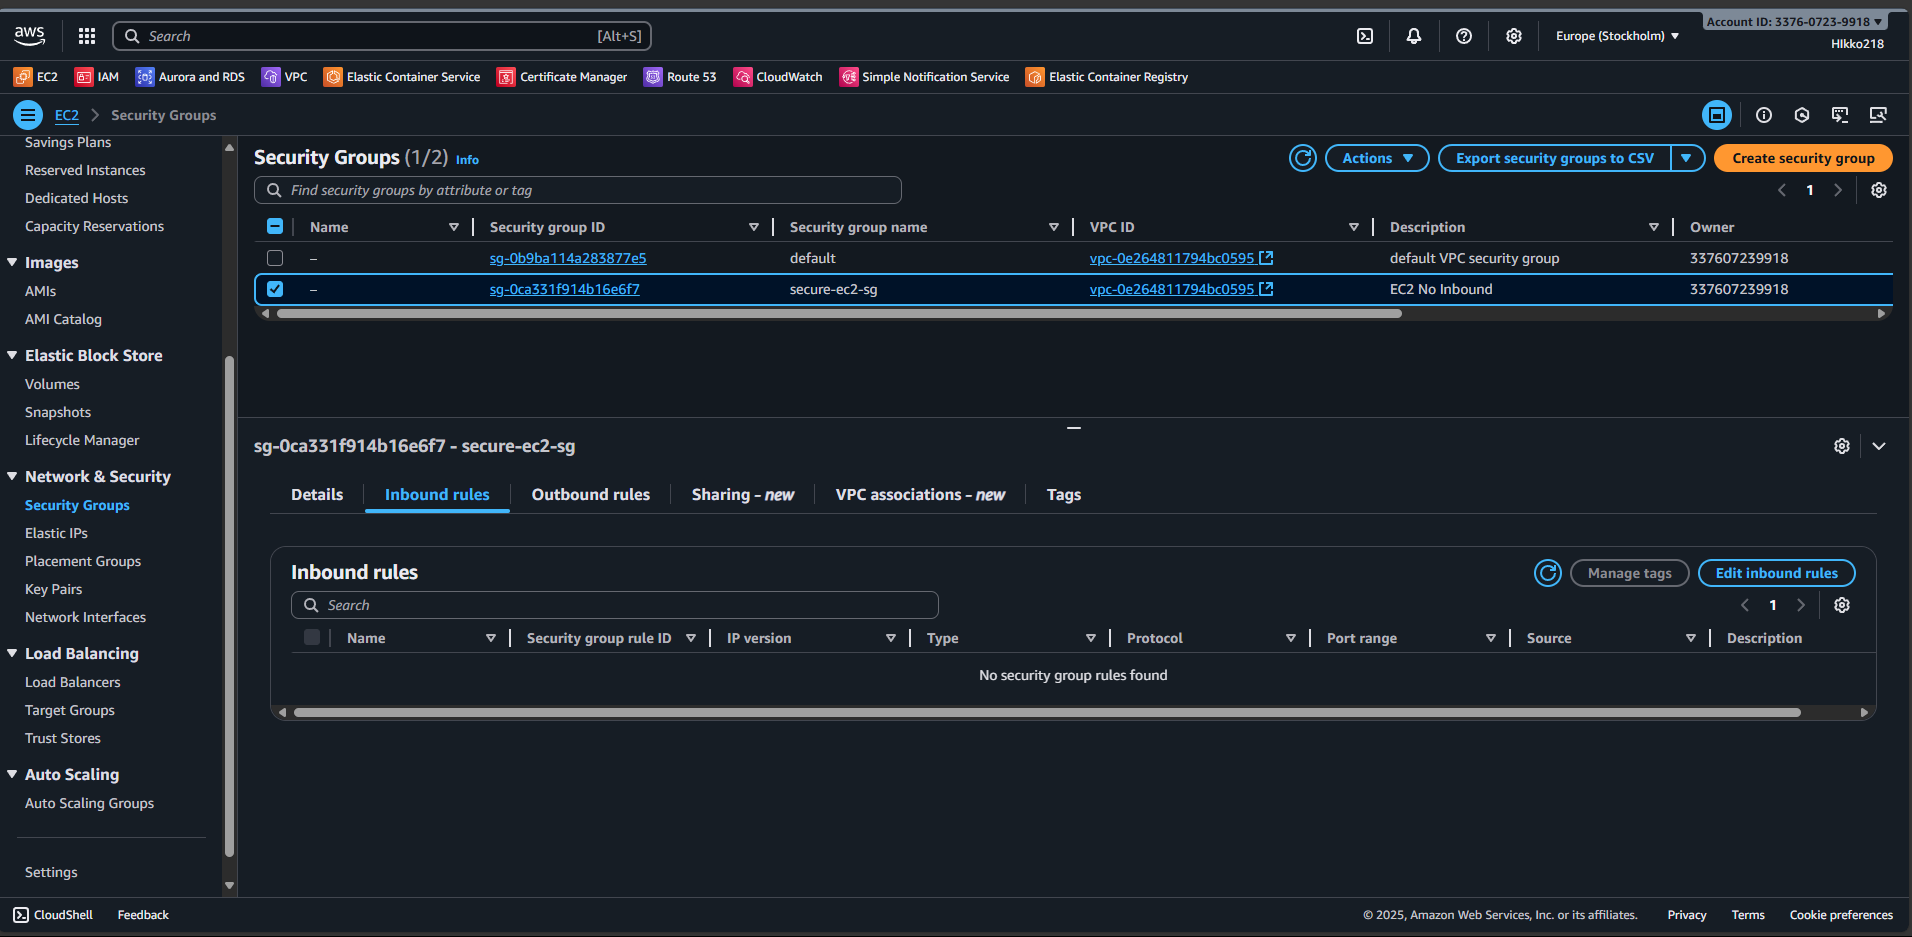 aws
Search [Alt+S]
Europe (Stockholm)
Account ID: 3376-0723-9918
HIkko218
EC2 IAM Aurora and RDS VPC Elastic Container Service Certificate Manager Route 53 CloudWatch Simple Notification Service Elastic Container Registry
EC2 Security Groups
Savings Plans
Reserved Instances
Dedicated Hosts
Capacity Reservations
Images
AMIs
AMI Catalog
Elastic Block Store
Volumes
Snapshots
Lifecycle Manager
Network & Security
Security Groups
Elastic IPs
Placement Groups
Key Pairs
Network Interfaces
Load Balancing
Load Balancers
Target Groups
Trust Stores
Auto Scaling
Auto Scaling Groups
Settings
Security Groups (1/2) Info
Actions Export security groups to CSV Create security group
Find security groups by attribute or tag
1
Name Security group ID Security group name VPC ID Description Owner
– sg-0b9ba114a283877e5 default vpc-0e264811794bc0595 default VPC security group 337607239918
– sg-0ca331f914b16e6f7 secure-ec2-sg vpc-0e264811794bc0595 EC2 No Inbound 337607239918
sg-0ca331f914b16e6f7 - secure-ec2-sg
Details Inbound rules Outbound rules Sharing - new VPC associations - new Tags
Inbound rules
Manage tags Edit inbound rules
Search
1
Name Security group rule ID IP version Type Protocol Port range Source Description
No security group rules found
CloudShell Feedback
© 2025, Amazon Web Services, Inc. or its affiliates. Privacy Terms Cookie preferences